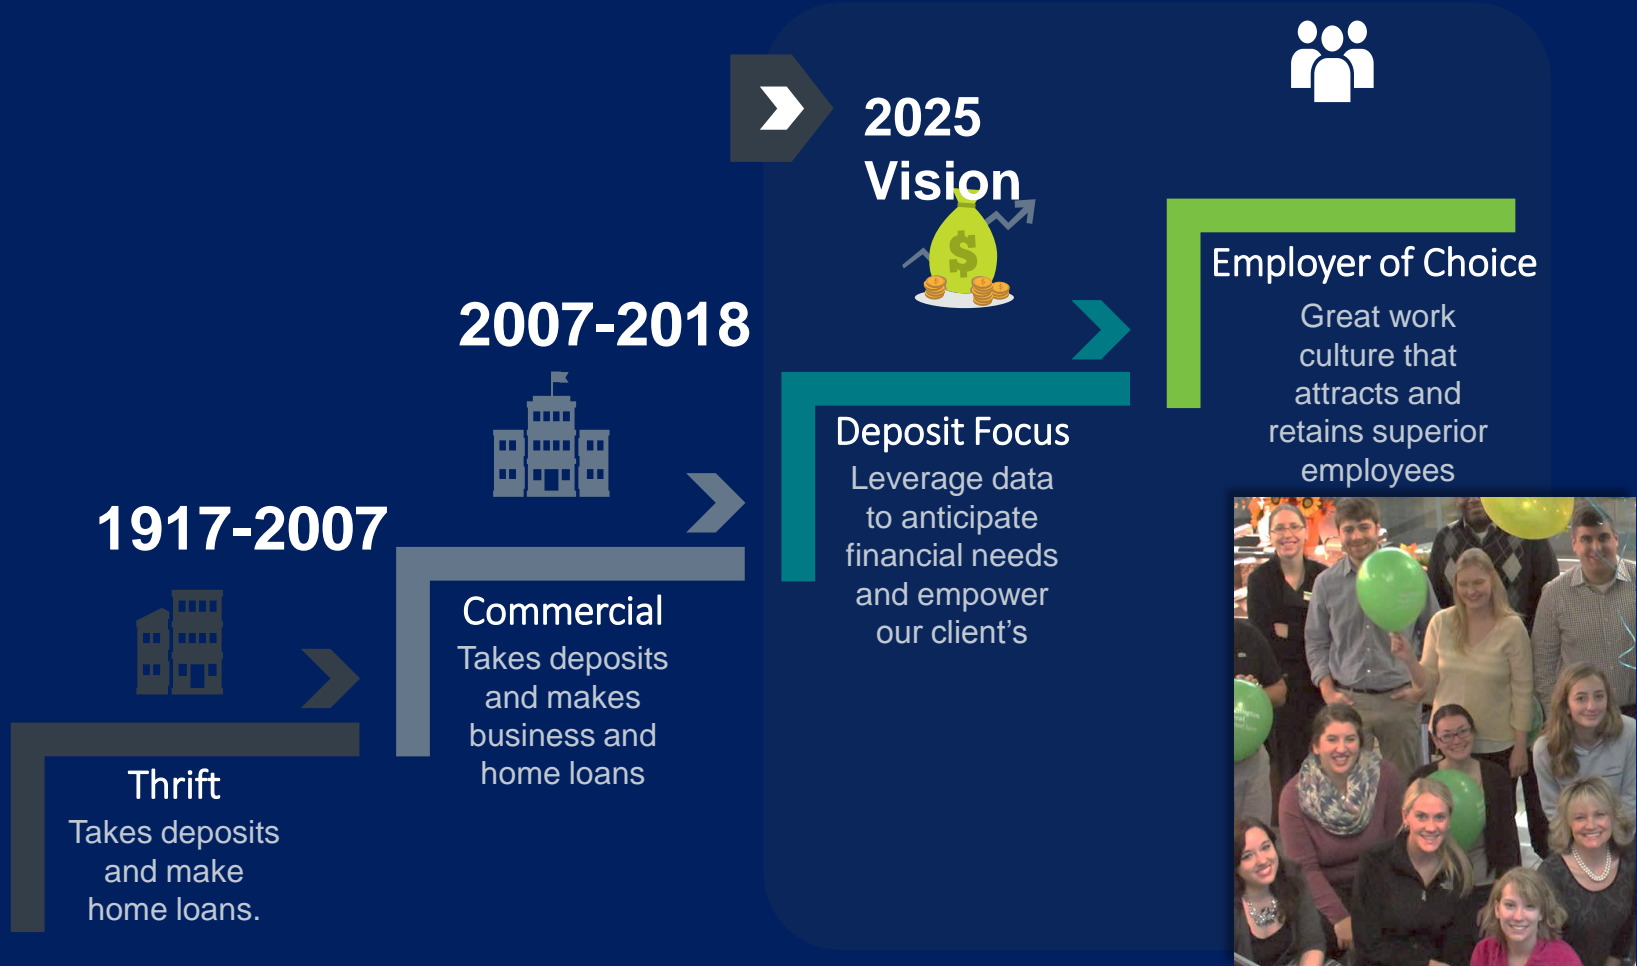 1917-2007
Thrift
Takes deposits
and make
home loans.
2007-2018
Commercial
Takes deposits
and makes
business and
home loans
2025
Vision
$
Deposit Focus
Leverage data
to anticipate
financial needs
and empower
our client’s
Employer of Choice
Great work
culture that
attracts and
retains superior
employees